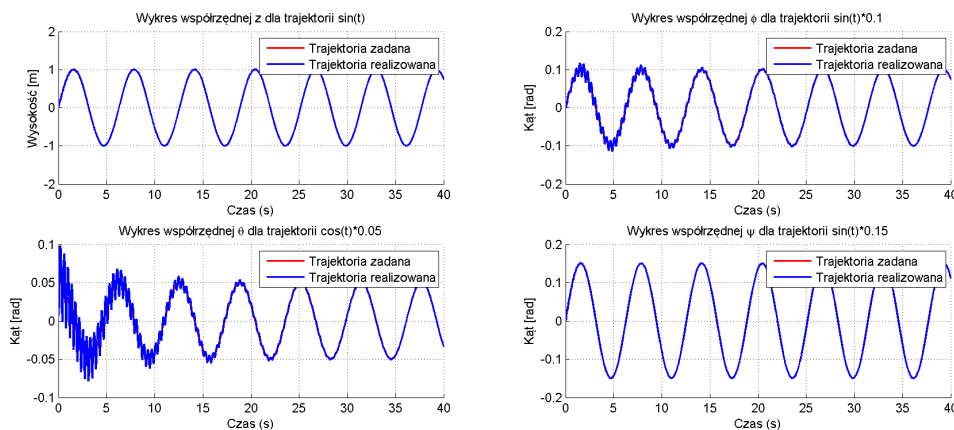 Wykres współrzędnej z dla trajektorii sin(t)
Wysokość [m]
2
1
0
-1
-2
0 5 10 15 20 25 30 35 40
Czas (s)
Trajektoria zadana
Trajektoria realizowana
Wykres współrzędnej ϕ dla trajektorii sin(t)*0.1
Kąt [rad]
0.2
0.1
0
-0.1
-0.2
0 5 10 15 20 25 30 35 40
Czas (s)
Trajektoria zadana
Trajektoria realizowana
Wykres współrzędnej θ dla trajektorii cos(t)*0.05
Kąt [rad]
0.1
0.05
0
-0.05
-0.1
0 5 10 15 20 25 30 35 40
Czas (s)
Trajektoria zadana
Trajektoria realizowana
Wykres współrzędnej ψ dla trajektorii sin(t)*0.15
Kąt [rad]
0.2
0.1
0
-0.1
-0.2
0 5 10 15 20 25 30 35 40
Czas (s)
Trajektoria zadana
Trajektoria realizowana